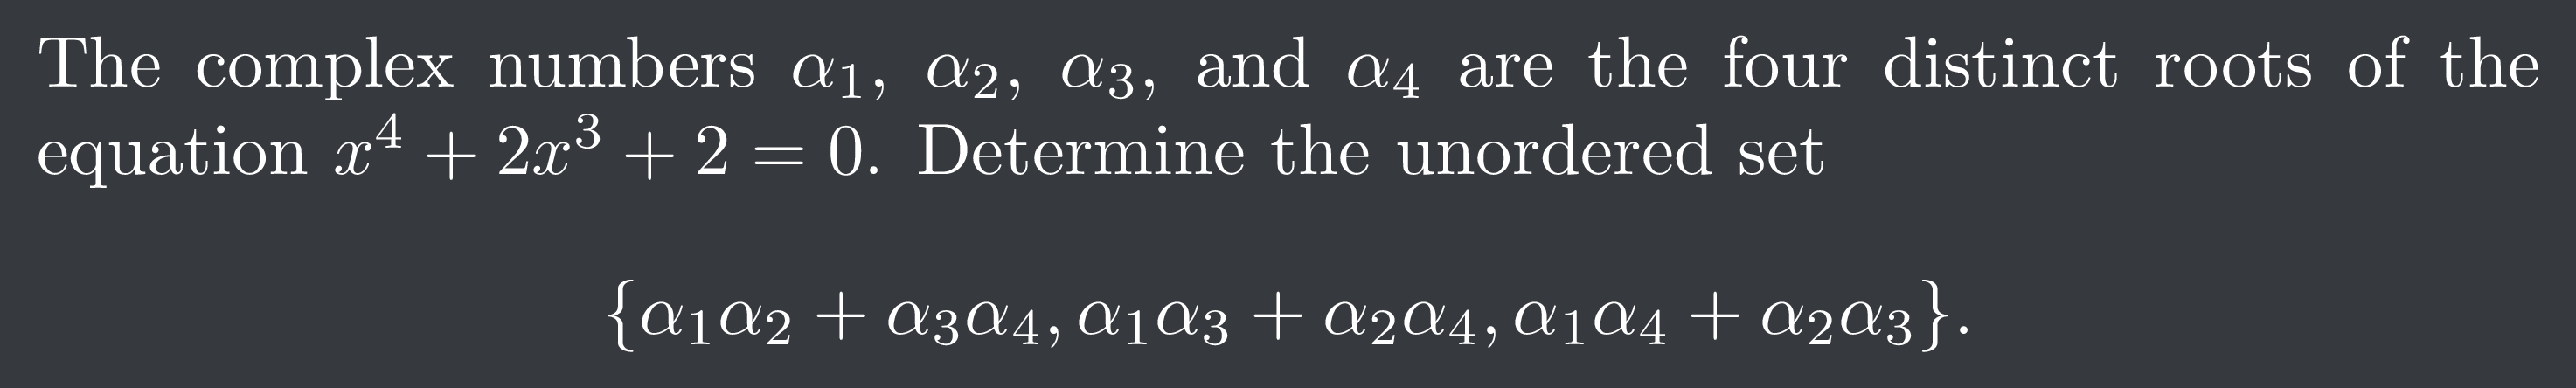 The complex numbers α₁, α₂, α₃, and α₄ are the four distinct roots of the
equation x⁴ + 2x³ + 2 = 0. Determine the unordered set
{α₁α₂ + α₃α₄, α₁α₃ + α₂α₄, α₁α₄ + α₂α₃}.